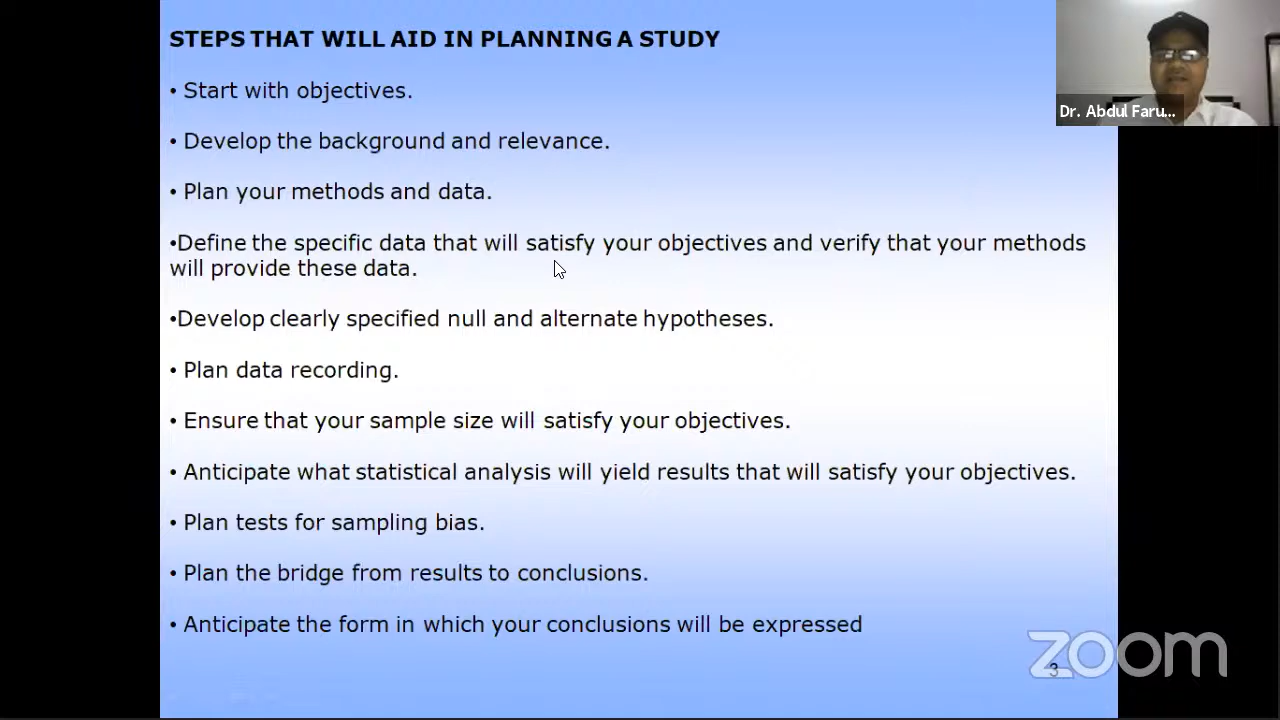 STEPS THAT WILL AID IN PLANNING A STUDY
• Start with objectives.
• Develop the background and relevance.
• Plan your methods and data.
•Define the specific data that will satisfy your objectives and verify that your methods
will provide these data.
•Develop clearly specified null and alternate hypotheses.
• Plan data recording.
• Ensure that your sample size will satisfy your objectives.
• Anticipate what statistical analysis will yield results that will satisfy your objectives.
• Plan tests for sampling bias.
• Plan the bridge from results to conclusions.
• Anticipate the form in which your conclusions will be expressed
Dr. Abdul Faru...
zoom
3